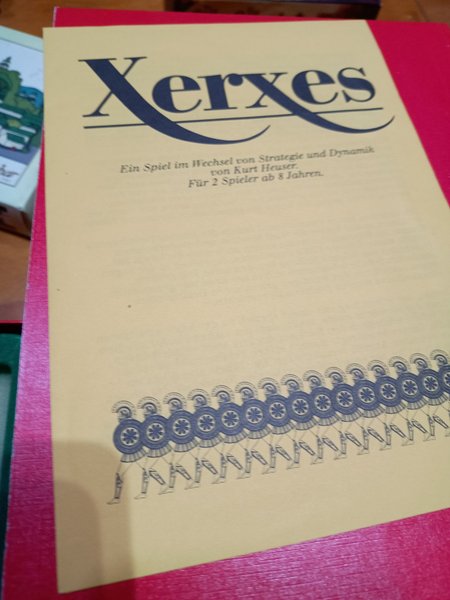 Xerxes
Ein Spiel im Wechsel von Strategie und Dynamik
von Kurt Heuser.
Für 2 Spieler ab 8 Jahren.